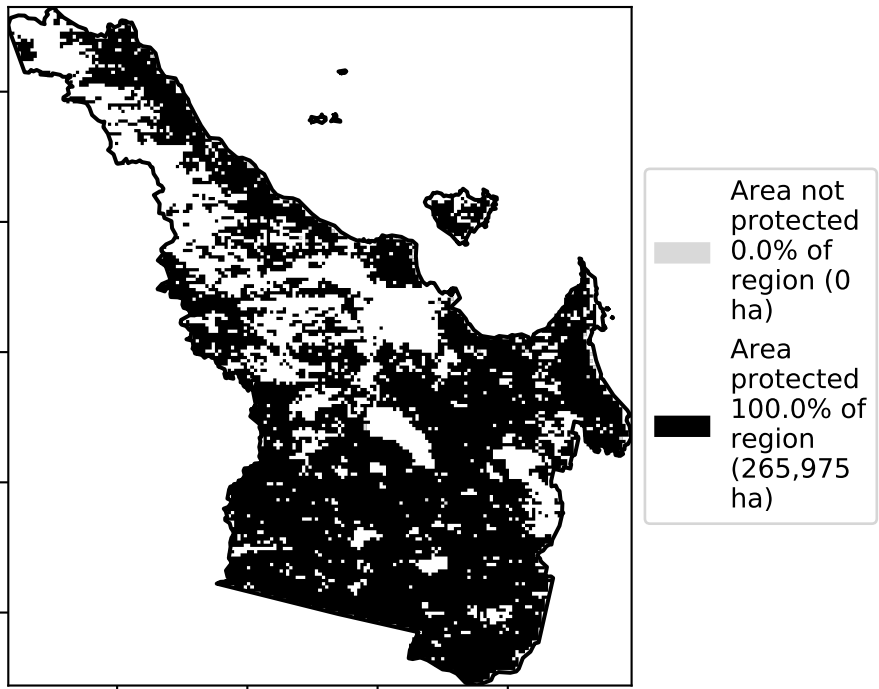 Area not
protected
0.0% of
region (0
ha)
Area
protected
100.0% of
region
(265,975
ha)